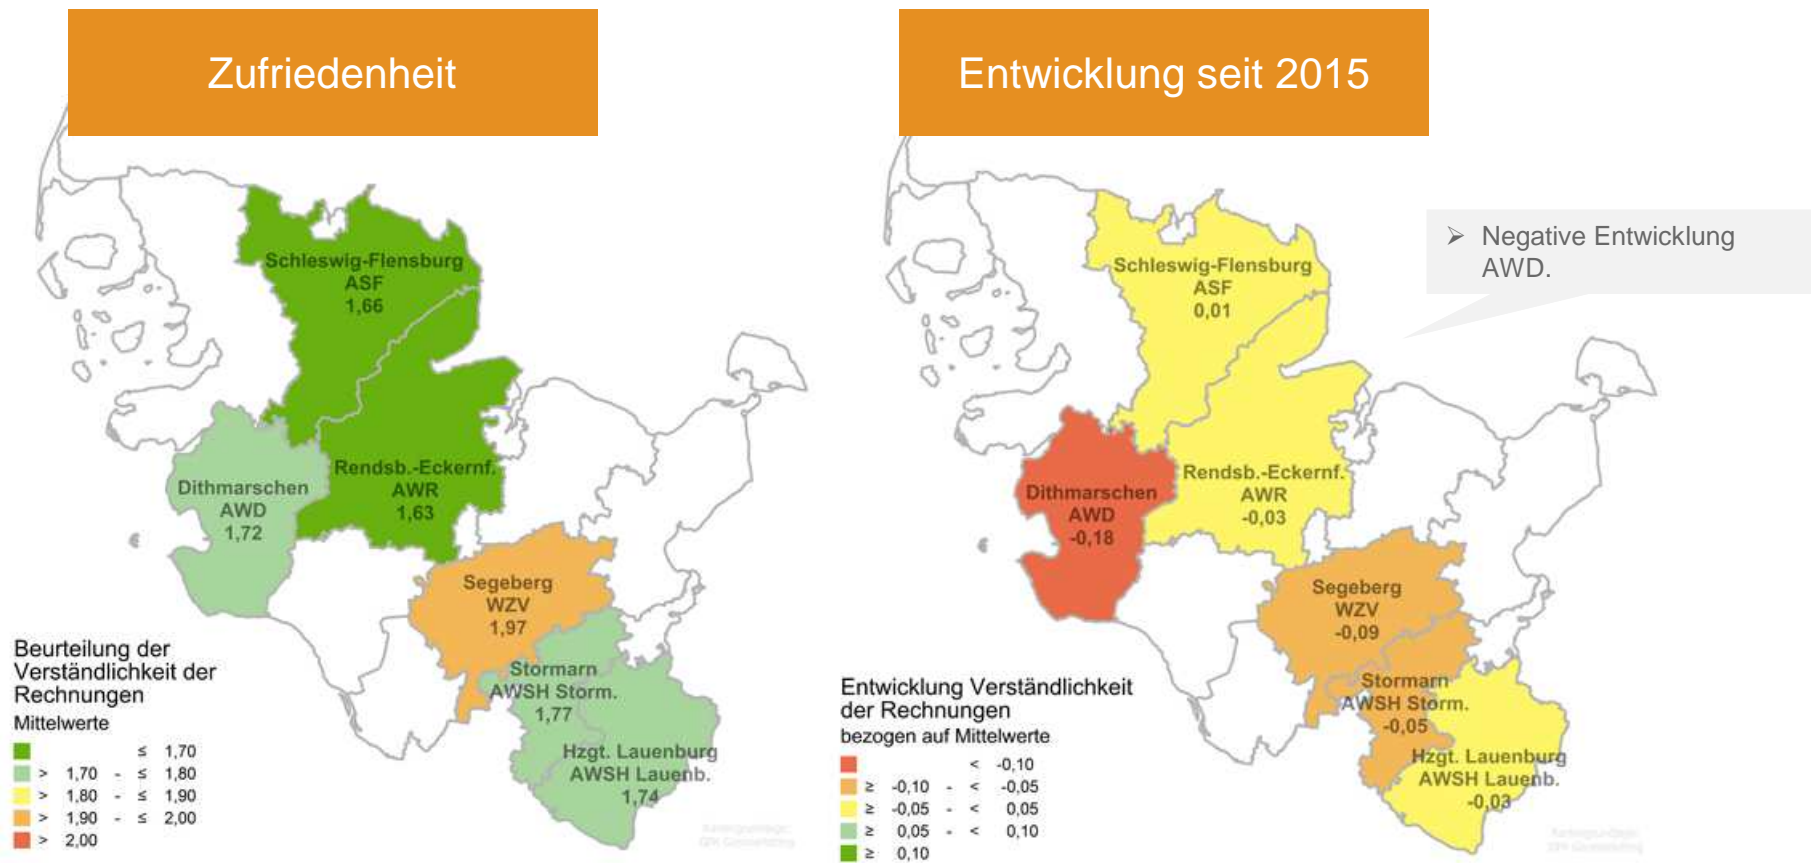 Zufriedenheit
Schleswig-Flensburg
ASF
1,66
Rendsb.-Eckernf.
AWR
1,63
Dithmarschen
AWD
1,72
Segeberg
WZV
1,97
Stormarn
AWSH Storm.
1,77
Hzgt. Lauenburg
AWSH Lauenb.
1,74
Beurteilung der
Verständlichkeit der
Rechnungen
Mittelwerte
≤ 1,70
> 1,70 - ≤ 1,80
> 1,80 - ≤ 1,90
> 1,90 - ≤ 2,00
> 2,00
Entwicklung seit 2015
➢ Negative Entwicklung
AWD.
Schleswig-Flensburg
ASF
0,01
Rendsb.-Eckernf.
AWR
-0,03
Dithmarschen
AWD
-0,18
Segeberg
WZV
-0,09
Stormarn
AWSH Storm.
-0,05
Hzgt. Lauenburg
AWSH Lauenb.
-0,03
Entwicklung Verständlichkeit
der Rechnungen
bezogen auf Mittelwerte
< -0,10
≥ -0,10 - < -0,05
≥ -0,05 - < 0,05
≥ 0,05 - < 0,10
≥ 0,10